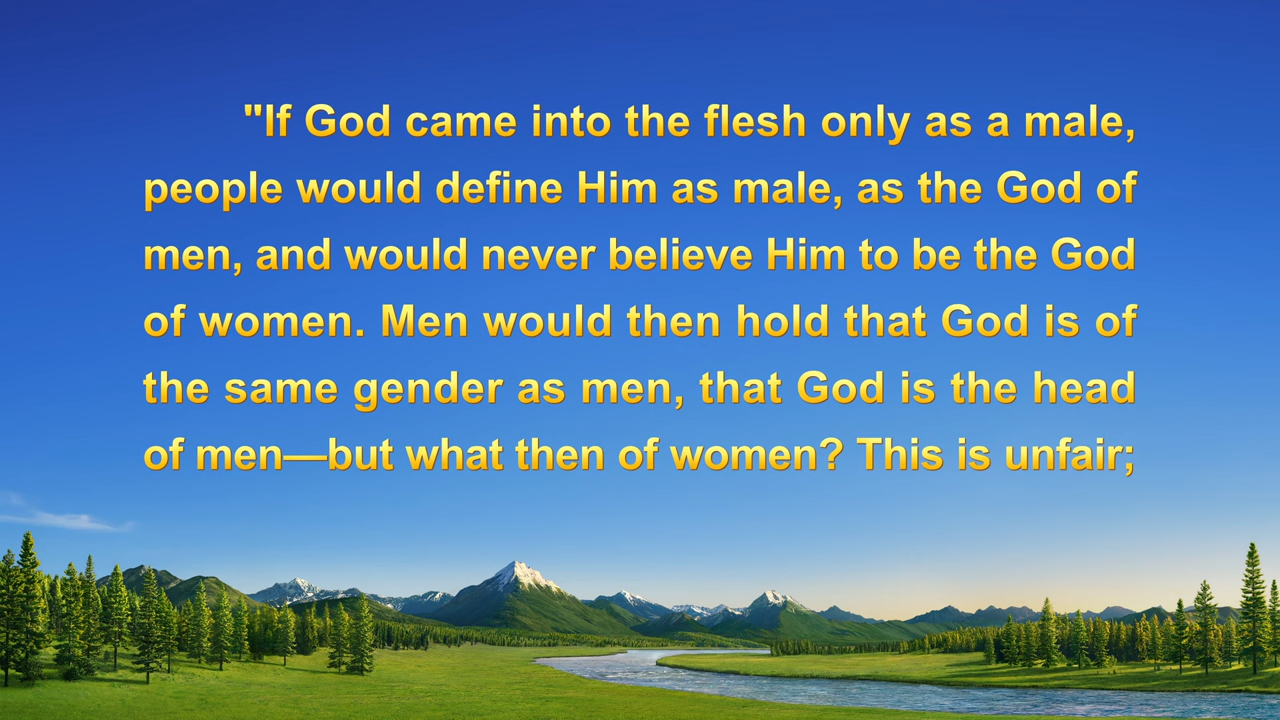 "If God came into the flesh only as a male,
people would define Him as male, as the God of
men, and would never believe Him to be the God
of women. Men would then hold that God is of
the same gender as men, that God is the head
of men—but what then of women? This is unfair;